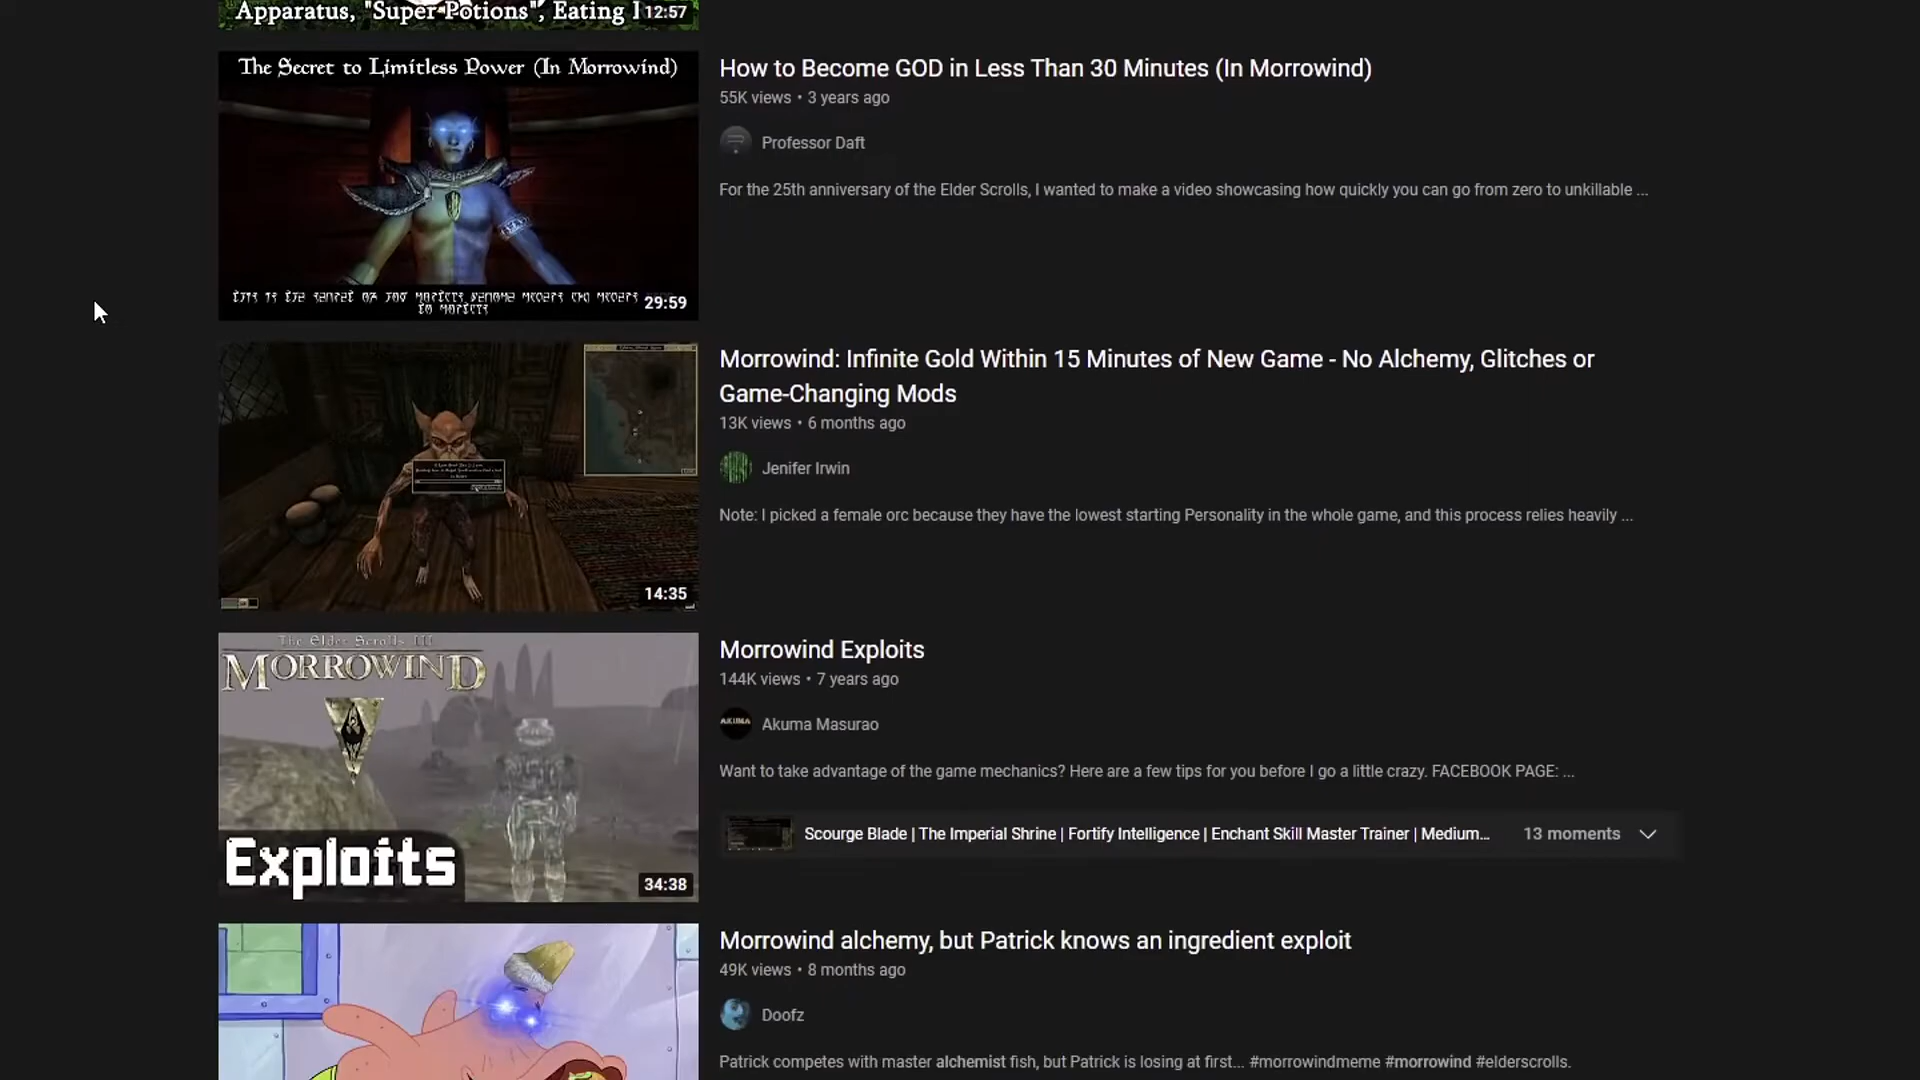 Apparatus, "Super Potions", Eating
12:57
The Secret to Limitless Power (In Morrowind)
29:59
How to Become GOD in Less Than 30 Minutes (In Morrowind)
55K views • 3 years ago
Professor Daft
For the 25th anniversary of the Elder Scrolls, I wanted to make a video showcasing how quickly you can go from zero to unkillable ...
14:35
Morrowind: Infinite Gold Within 15 Minutes of New Game - No Alchemy, Glitches or
Game-Changing Mods
13K views • 6 months ago
Jenifer Irwin
Note: I picked a female orc because they have the lowest starting Personality in the whole game, and this process relies heavily ...
The Elder Scrolls III
MORROWIND
Exploits
34:38
Morrowind Exploits
144K views • 7 years ago
AKUMA
Akuma Masurao
Want to take advantage of the game mechanics? Here are a few tips for you before I go a little crazy. FACEBOOK PAGE: ...
Scourge Blade | The Imperial Shrine | Fortify Intelligence | Enchant Skill Master Trainer | Medium... 13 moments
Morrowind alchemy, but Patrick knows an ingredient exploit
49K views • 8 months ago
Doofz
Patrick competes with master alchemist fish, but Patrick is losing at first... #morrowindmeme #morrowind #elderscrolls.